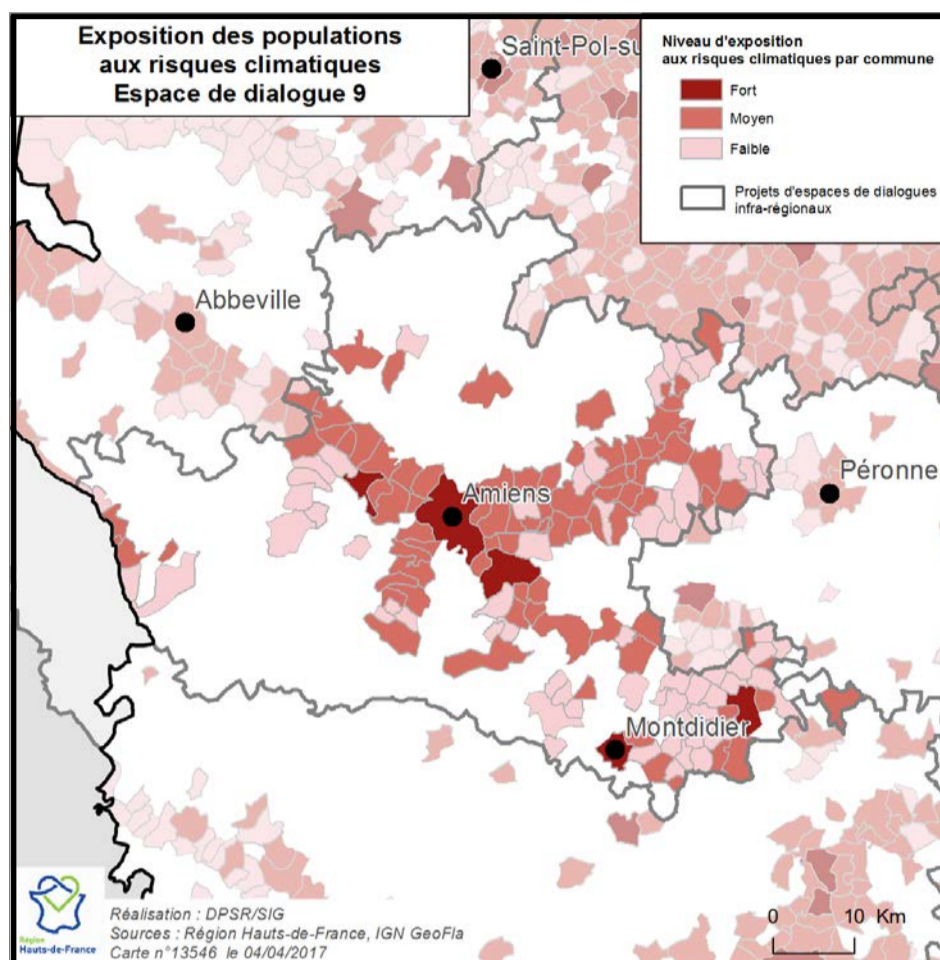 Exposition des populations
aux risques climatiques
Espace de dialogue 9
Saint-Pol-su
Niveau d'exposition
aux risques climatiques par commune
Fort
Moyen
Faible
Projets d'espaces de dialogues
infra-régionaux
Abbeville
Amiens
Péronne
Montdidier
Région
Hauts-de-France
Réalisation : DPSR/SIG
Sources : Région Hauts-de-France, IGN GeoFla
Carte n°13546 le 04/04/2017
0 10 Km